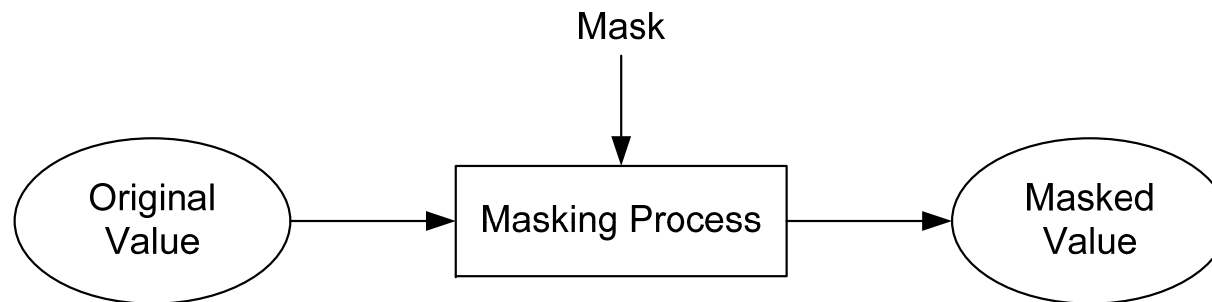 Mask
Original
Value
Masking Process
Masked
Value